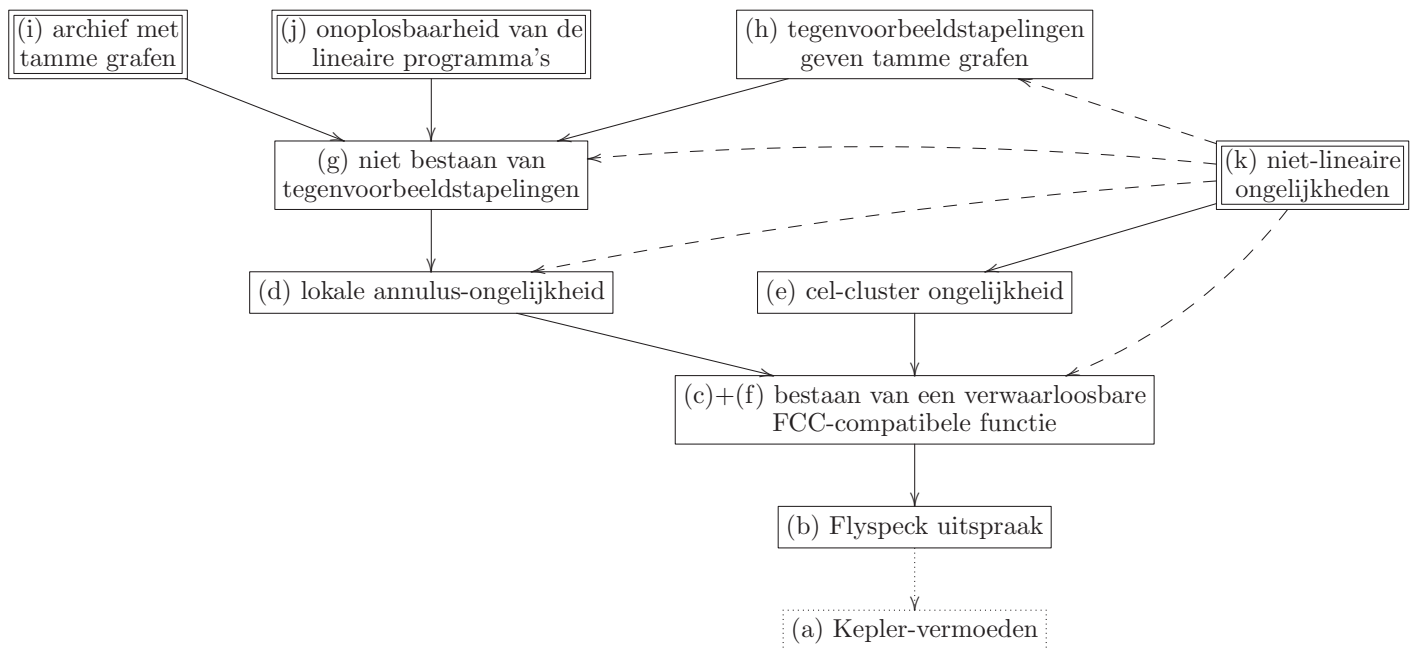 (i) archief met
tamme grafen
(j) onoplosbaarheid van de
lineaire programma's
(h) tegenvoorbeeldstapelingen
geven tamme grafen
(g) niet bestaan van
tegenvoorbeeldstapelingen
(k) niet-lineaire
ongelijkheden
(d) lokale annulus-ongelijkheid
(e) cel-cluster ongelijkheid
(c)+(f) bestaan van een verwaarloosbare
FCC-compatibele functie
(b) Flyspeck uitspraak
(a) Kepler-vermoeden